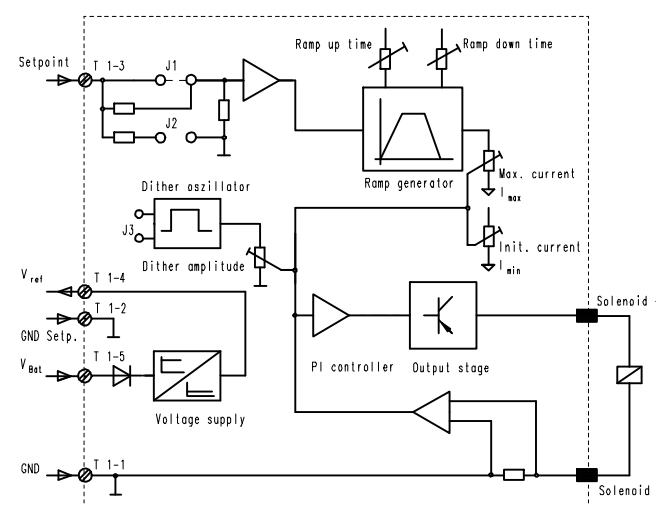 Ramp up time
Ramp down time
Setpoint
T 1-3
J1
J2
Ramp generator
Max. current
I max
Dither oszillator
J3
Dither amplitude
Init. current
I min
V ref
T 1-4
T 1-2
GND Setp.
Solenoid +
V Bat
T 1-5
PI controller
Output stage
Voltage supply
GND
T 1-1
Solenoid